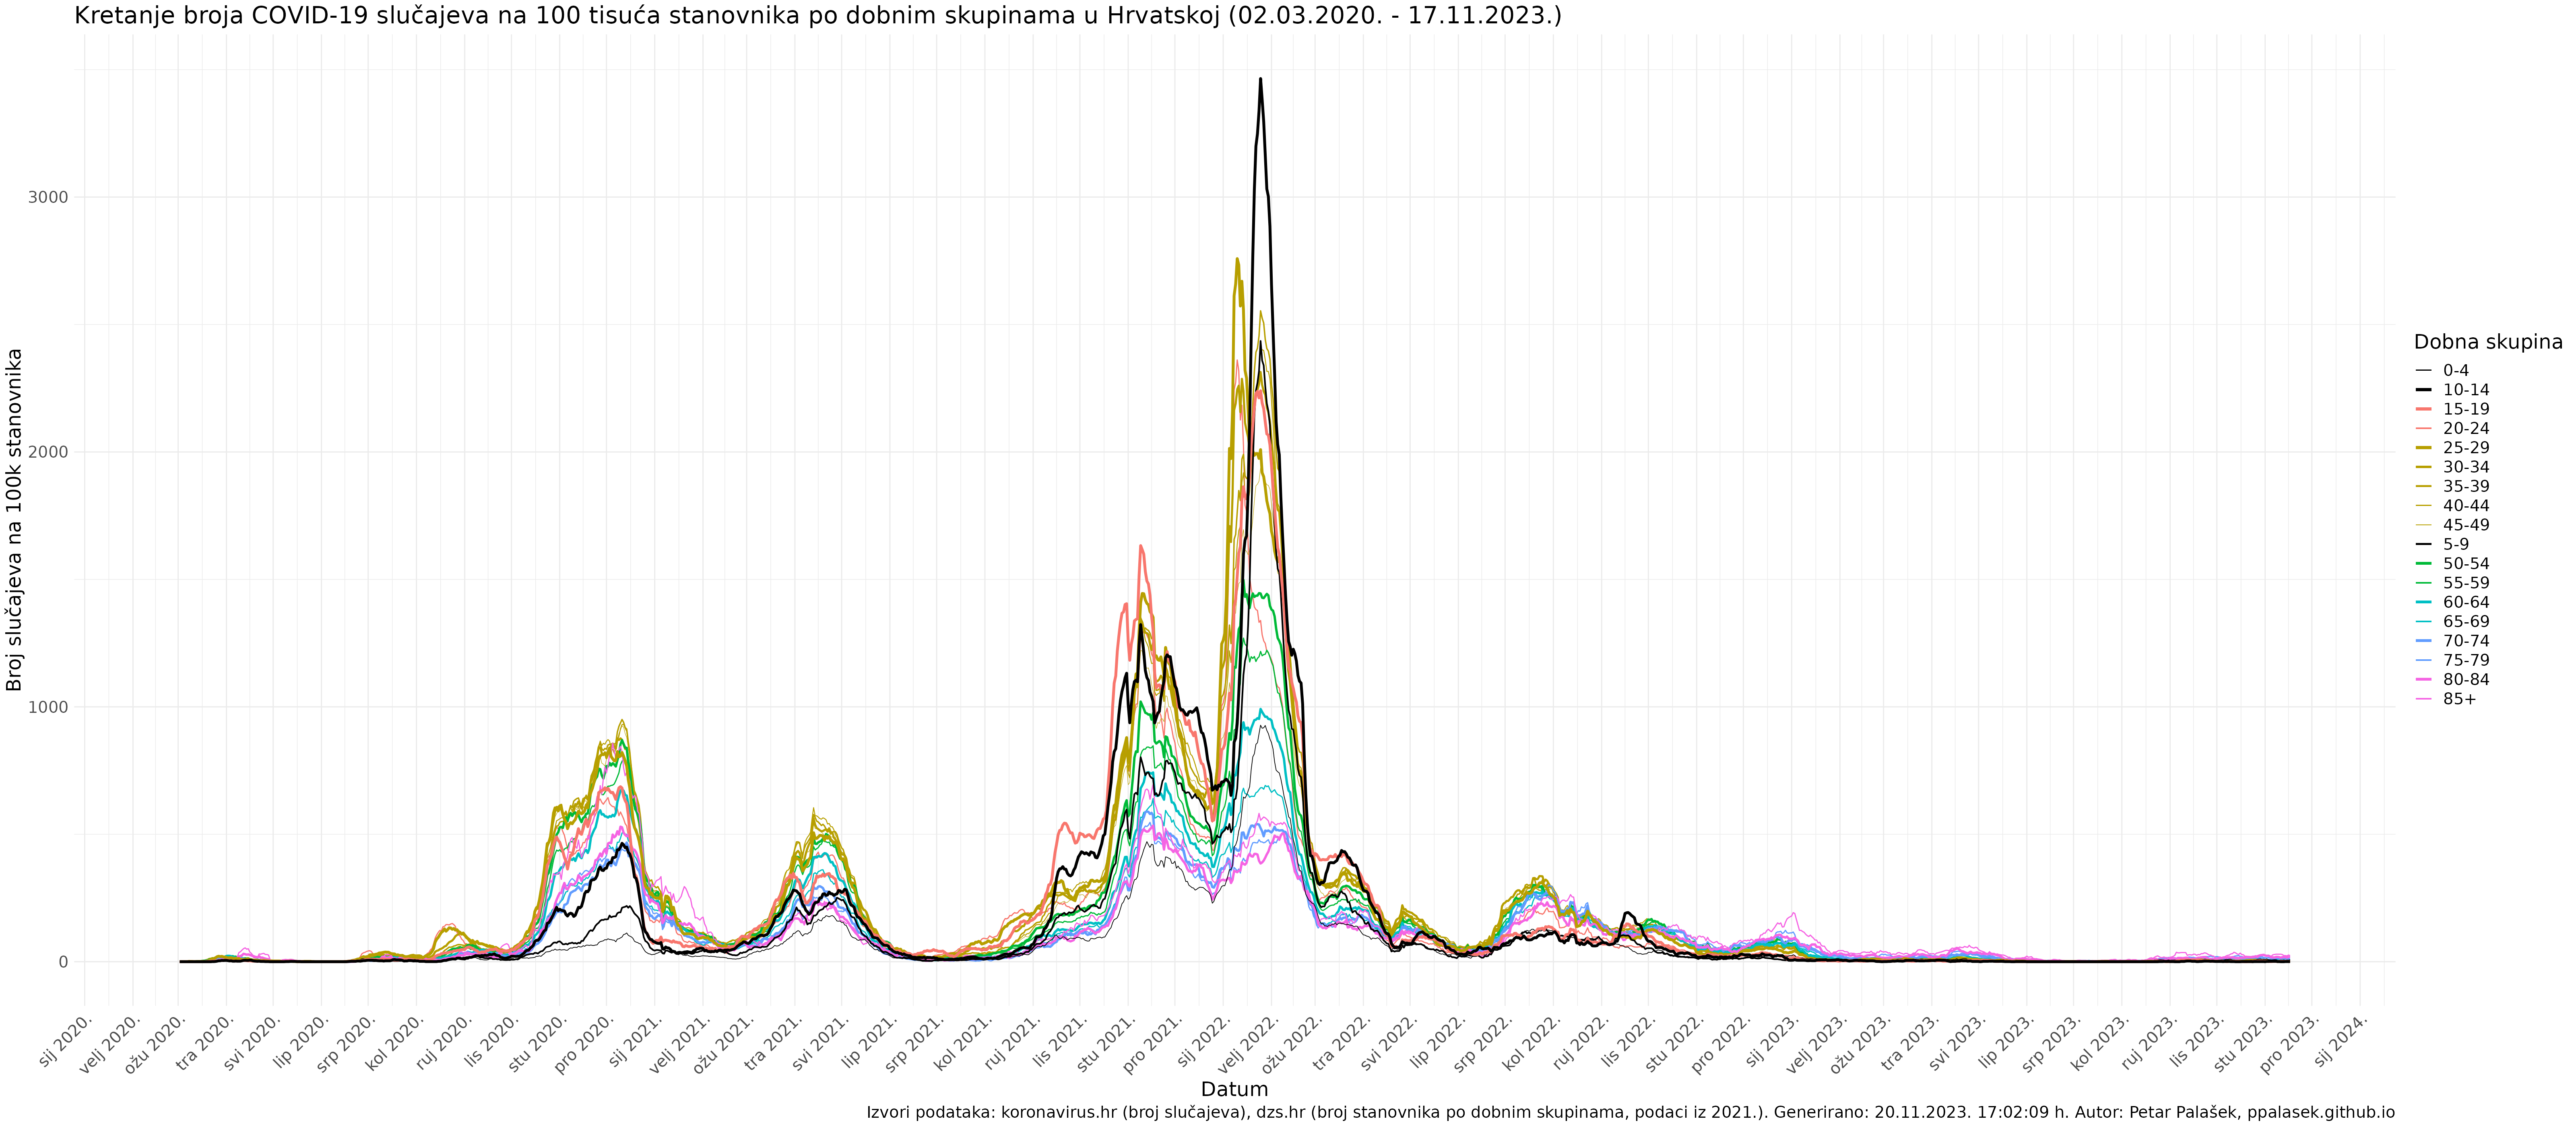 Kretanje broja COVID-19 slučajeva na 100 tisuća stanovnika po dobnim skupinama u Hrvatskoj (02.03.2020. - 17.11.2023.)
Broj slučajeva na 100k stanovnika
3000
2000
1000
0
sij 2020.
velj 2020.
ožu 2020.
tra 2020.
svi 2020.
lip 2020.
srp 2020.
kol 2020.
ruj 2020.
lis 2020.
stu 2020.
pro 2020.
sij 2021.
velj 2021.
ožu 2021.
tra 2021.
svi 2021.
lip 2021.
srp 2021.
kol 2021.
ruj 2021.
lis 2021.
stu 2021.
pro 2021.
sij 2022.
velj 2022.
ožu 2022.
tra 2022.
svi 2022.
lip 2022.
srp 2022.
kol 2022.
ruj 2022.
lis 2022.
stu 2022.
pro 2022.
sij 2023.
velj 2023.
ožu 2023.
tra 2023.
svi 2023.
lip 2023.
srp 2023.
kol 2023.
ruj 2023.
lis 2023.
stu 2023.
pro 2023.
sij 2024.
Datum
Dobna skupina
0-4
10-14
15-19
20-24
25-29
30-34
35-39
40-44
45-49
5-9
50-54
55-59
60-64
65-69
70-74
75-79
80-84
85+
Izvori podataka: koronavirus.hr (broj slučajeva), dzs.hr (broj stanovnika po dobnim skupinama, podaci iz 2021.). Generirano: 20.11.2023. 17:02:09 h. Autor: Petar Palašek, ppalasek.github.io